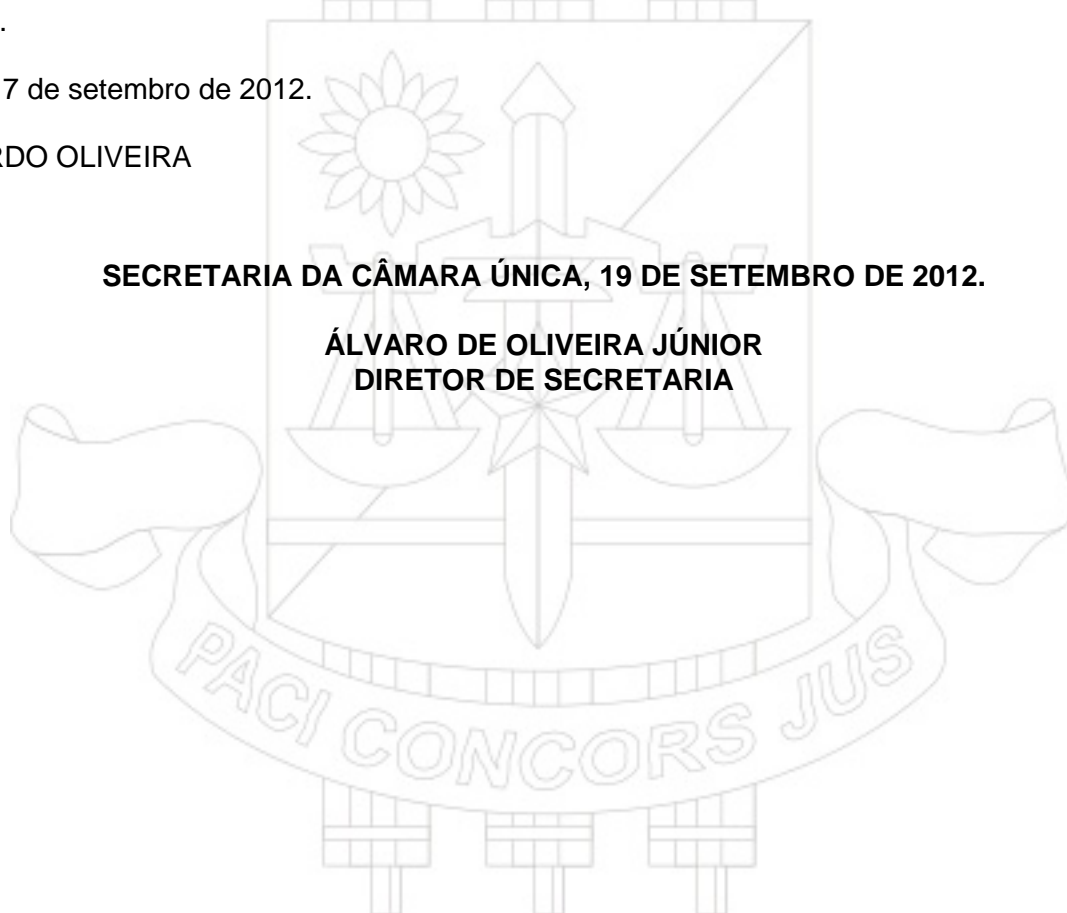 .
7 de setembro de 2012.
RDO OLIVEIRA
SECRETARIA DA CÂMARA ÚNICA, 19 DE SETEMBRO DE 2012.
ÁLVARO DE OLIVEIRA JÚNIOR
DIRETOR DE SECRETARIA
PACI CONCORS JUS